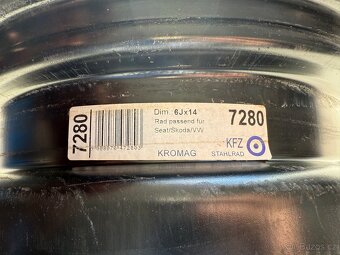 7280
Dim. 6Jx14
Rad passend für
Seat/Skoda/VW
KROMAG
7280
KFZ
STAHLRAD